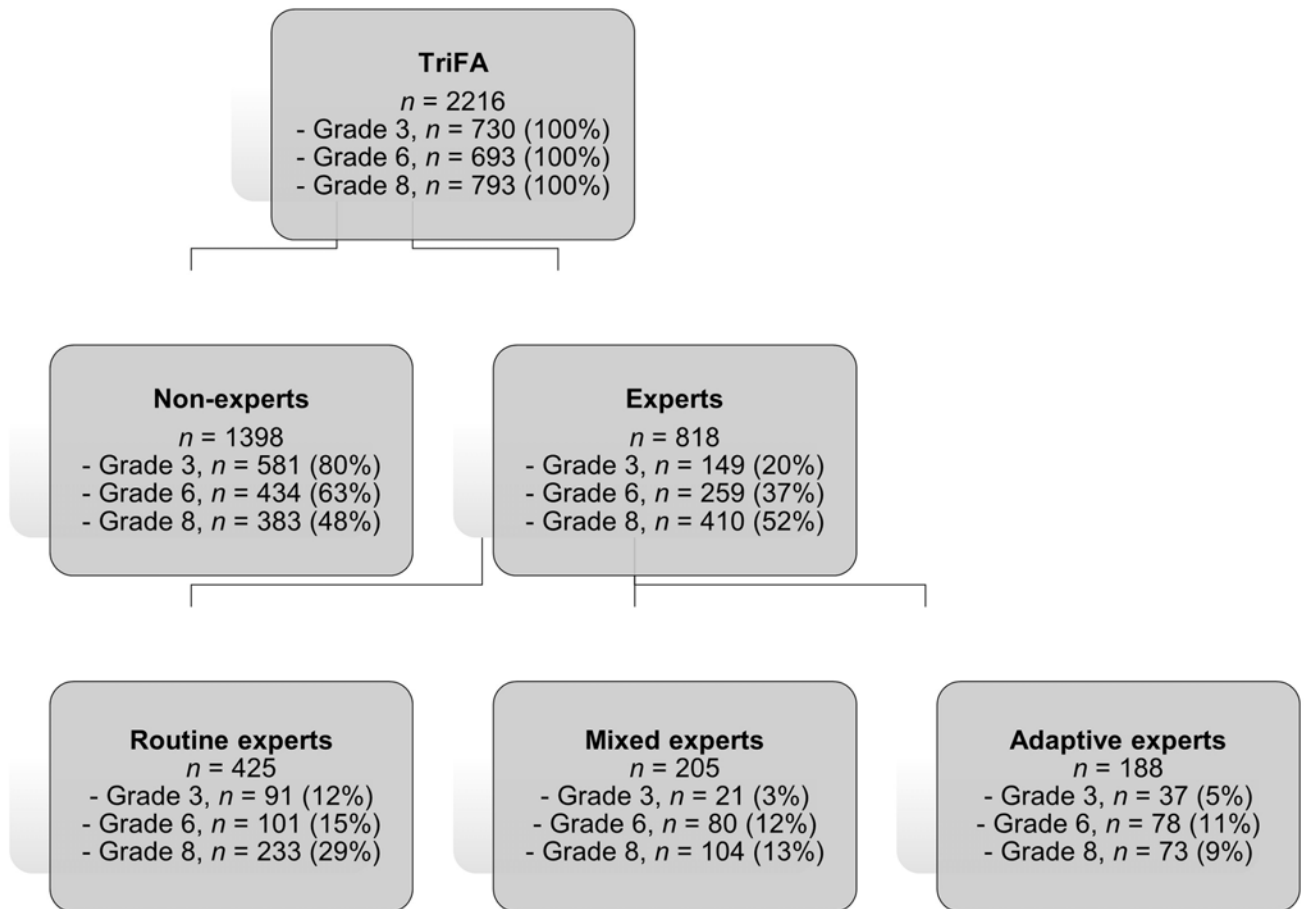 TriFA
n = 2216
- Grade 3, n = 730 (100%)
- Grade 6, n = 693 (100%)
- Grade 8, n = 793 (100%)
Non-experts
n = 1398
- Grade 3, n = 581 (80%)
- Grade 6, n = 434 (63%)
- Grade 8, n = 383 (48%)
Experts
n = 818
- Grade 3, n = 149 (20%)
- Grade 6, n = 259 (37%)
- Grade 8, n = 410 (52%)
Routine experts
n = 425
- Grade 3, n = 91 (12%)
- Grade 6, n = 101 (15%)
- Grade 8, n = 233 (29%)
Mixed experts
n = 205
- Grade 3, n = 21 (3%)
- Grade 6, n = 80 (12%)
- Grade 8, n = 104 (13%)
Adaptive experts
n = 188
- Grade 3, n = 37 (5%)
- Grade 6, n = 78 (11%)
- Grade 8, n = 73 (9%)